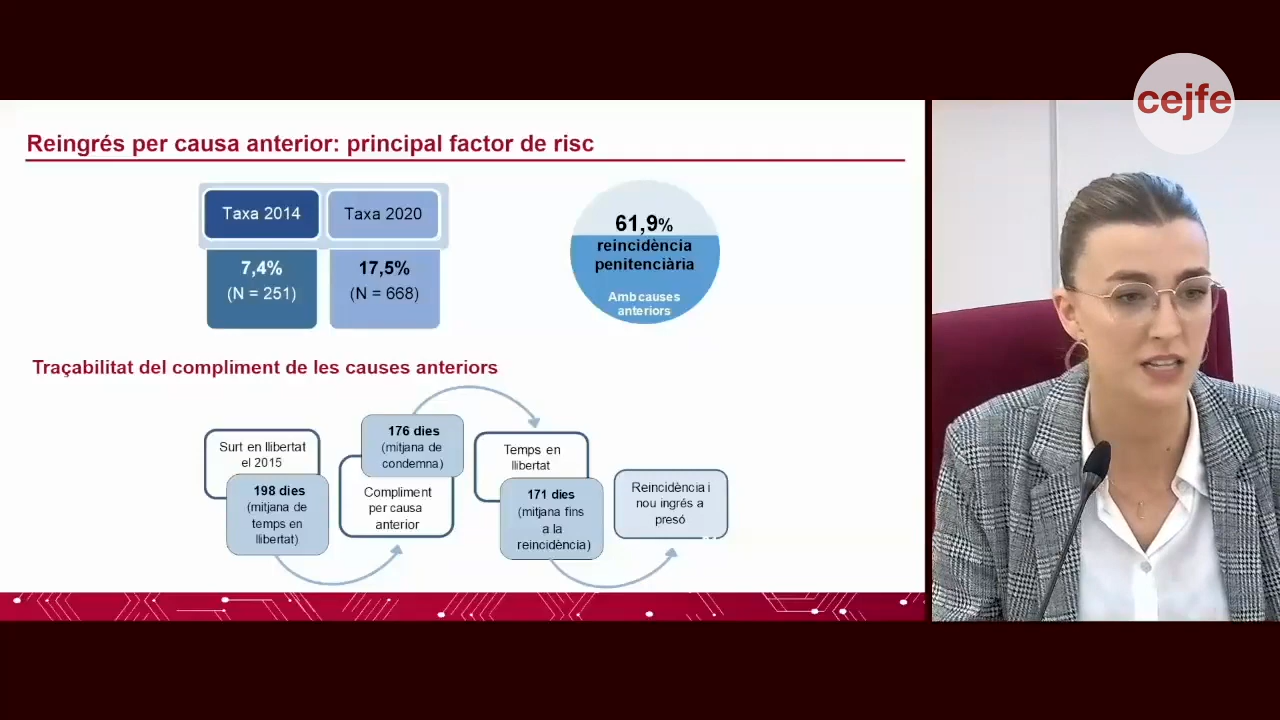 cejfe
Reingrés per causa anterior: principal factor de risc
Taxa 2014
Taxa 2020
7,4%
(N = 251)
17,5%
(N = 668)
61,9%
reincidència
penitenciària
Amb causes
anteriors
Traçabilitat del compliment de les causes anteriors
Surt en llibertat
el 2015
198 dies
(mitjana de
temps en
llibertat)
176 dies
(mitjana de
condemna)
Compliment
per causa
anterior
Temps en
llibertat
171 dies
(mitjana fins
a la
reincidència)
Reincidència i
nou ingrés a
presó